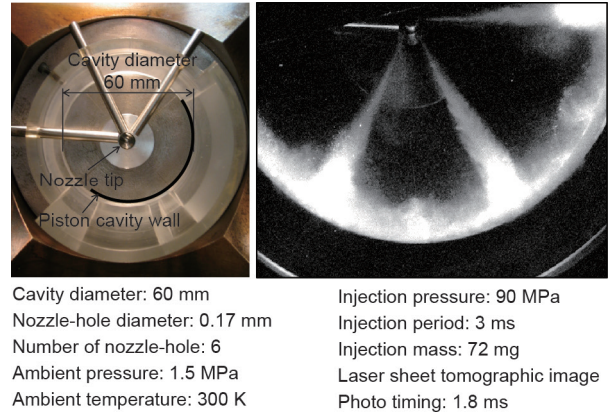 Cavity diameter
60 mm
Nozzle tip
Piston cavity wall
Cavity diameter: 60 mm
Nozzle-hole diameter: 0.17 mm
Number of nozzle-hole: 6
Ambient pressure: 1.5 MPa
Ambient temperature: 300 K
Injection pressure: 90 MPa
Injection period: 3 ms
Injection mass: 72 mg
Laser sheet tomographic image
Photo timing: 1.8 ms